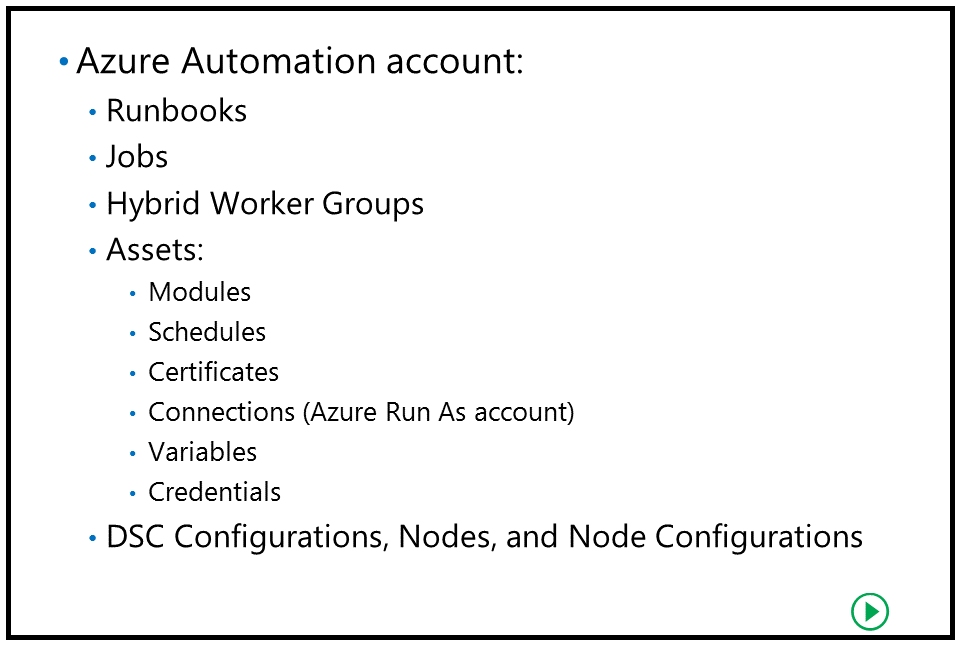 • Azure Automation account:
• Runbooks
• Jobs
• Hybrid Worker Groups
• Assets:
• Modules
• Schedules
• Certificates
• Connections (Azure Run As account)
• Variables
• Credentials
• DSC Configurations, Nodes, and Node Configurations